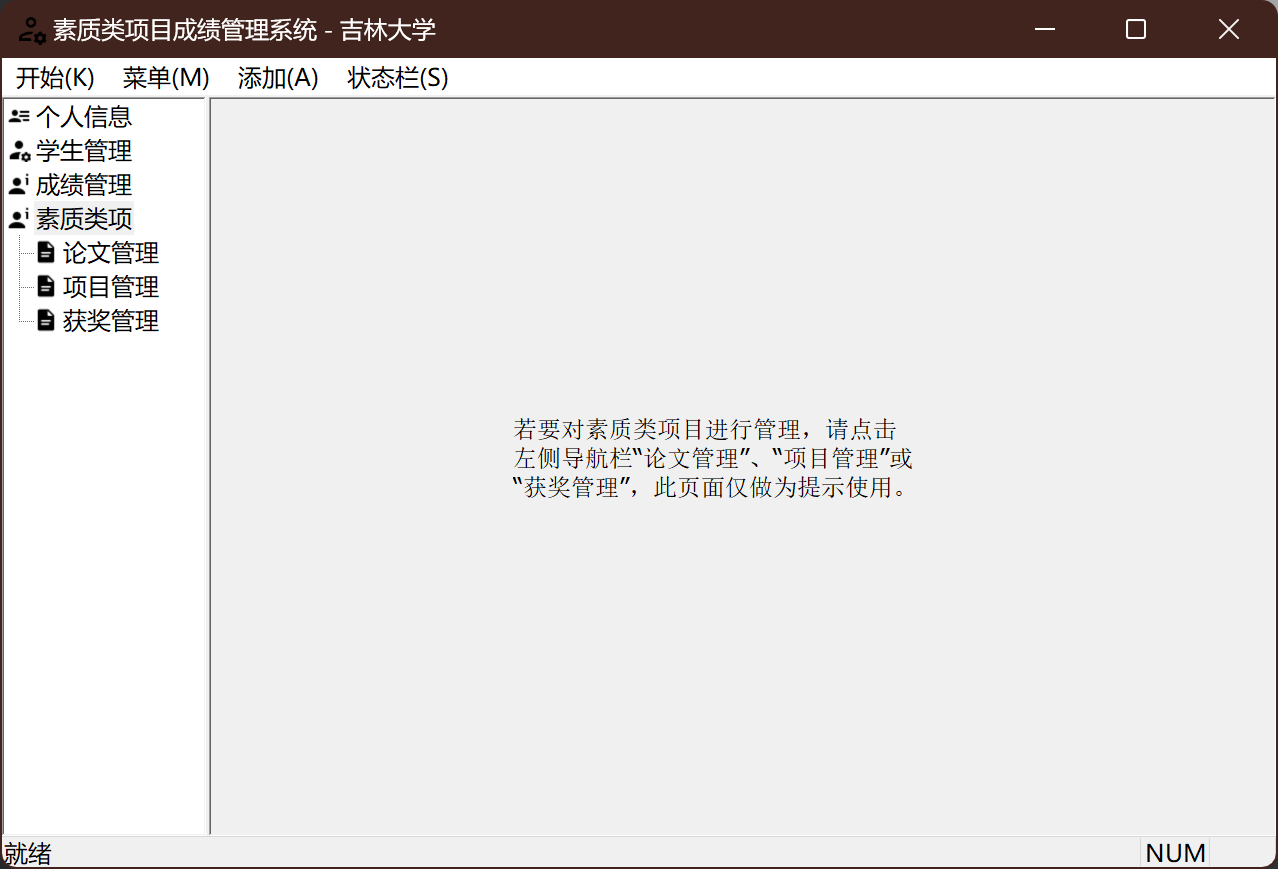 素质类项目成绩管理系统 - 吉林大学
开始(K) 菜单(M) 添加(A) 状态栏(S)
个人信息
学生管理
成绩管理
素质类项
论文管理
项目管理
获奖管理
若要对素质类项目进行管理，请点击
左侧导航栏“论文管理”、“项目管理”或
“获奖管理”，此页面仅做为提示使用。
就绪 NUM